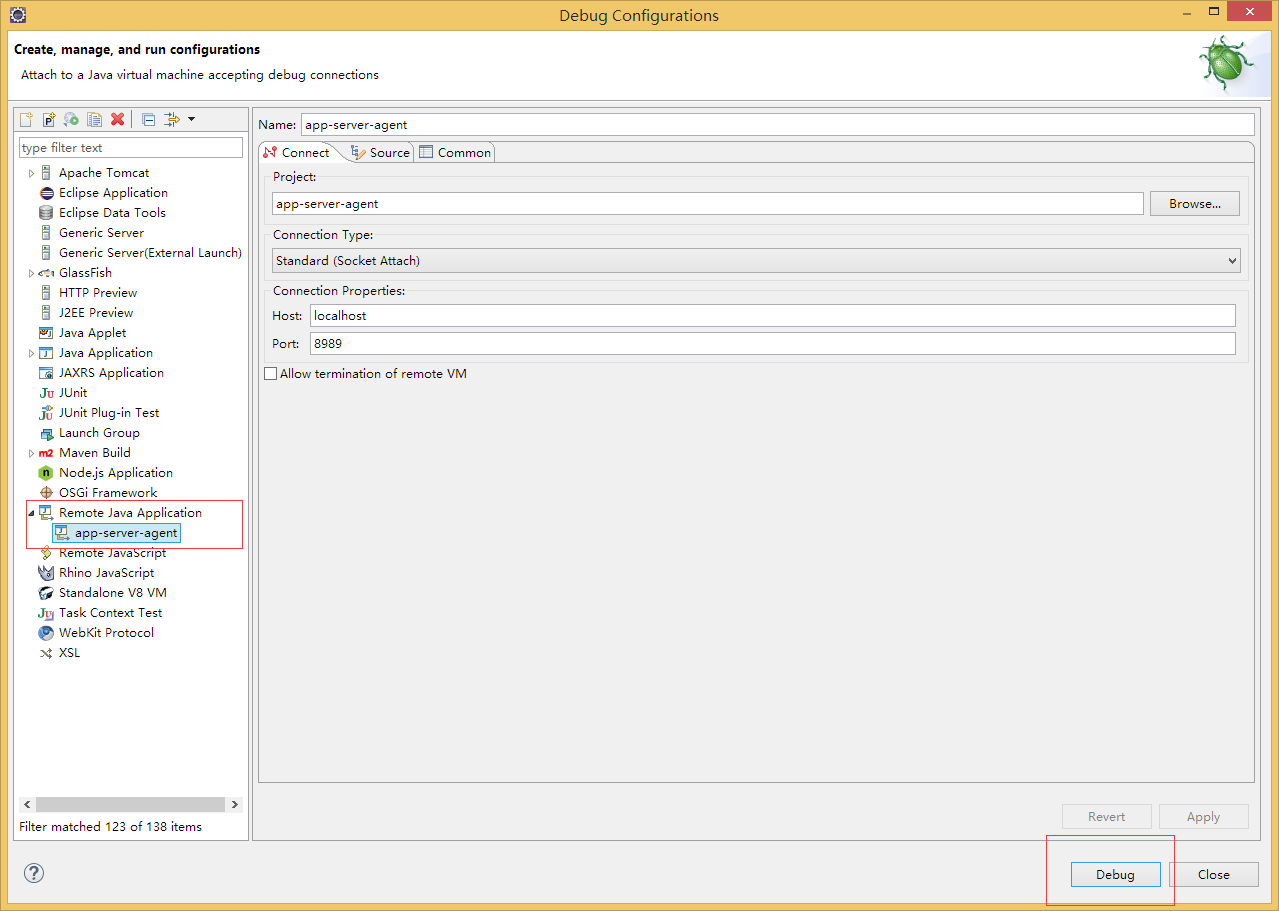 Debug Configurations
Create, manage, and run configurations
Attach to a Java virtual machine accepting debug connections
type filter text
Apache Tomcat
Eclipse Application
Eclipse Data Tools
Generic Server
Generic Server(External Launch)
GlassFish
HTTP Preview
J2EE Preview
Java Applet
Java Application
JAXRS Application
JUnit
JUnit Plug-in Test
Launch Group
Maven Build
Node.js Application
OSGi Framework
Remote Java Application
app-server-agent
Remote JavaScript
Rhino JavaScript
Standalone V8 VM
Task Context Test
WebKit Protocol
XSL
Filter matched 123 of 138 items
Name: app-server-agent
Connect Source Common
Project:
app-server-agent Browse...
Connection Type:
Standard (Socket Attach)
Connection Properties:
Host: localhost
Port: 8989
Allow termination of remote VM
Revert Apply
Debug Close